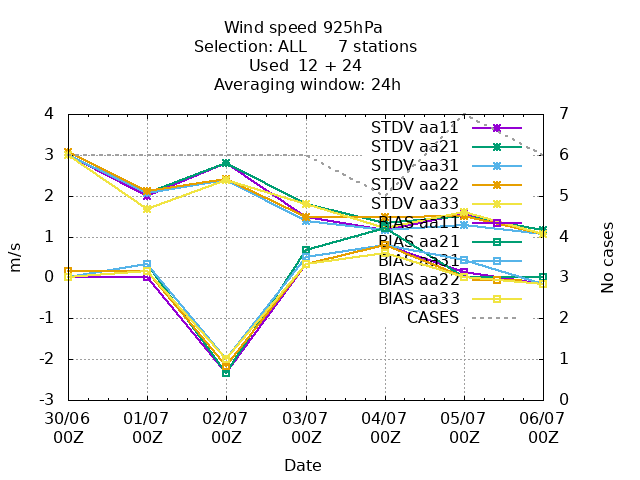 Wind speed 925hPa
Selection: ALL 7 stations
Used 12 + 24
Averaging window: 24h
4 7
STDV aa11
STDV aa21
3 STDV aa31 6
STDV aa22
2 STDV aa33 5
BIAS aa11
1 BIAS aa21 4
BIAS aa31
0 BIAS aa22 3
BIAS aa33
-1 CASES 2
-2 1
-3 0
m/s
No cases
30/06 01/07 02/07 03/07 04/07 05/07 06/07
00Z 00Z 00Z 00Z 00Z 00Z 00Z
Date